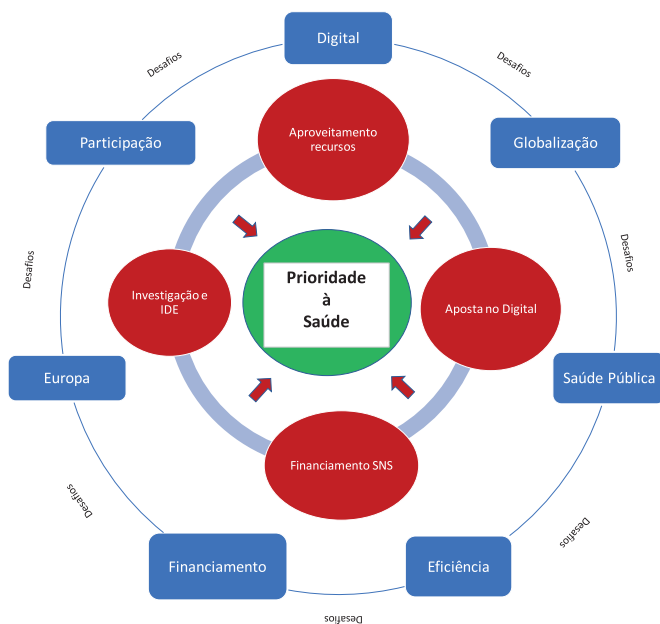 Digital
Desafios
Desafios
Participação
Aproveitamento
recursos
Globalização
Desafios
Desafios
Investigação e
IDE
Prioridade
à
Saúde
Aposta no Digital
Europa
Saúde Pública
Financiamento SNS
Desafios
Desafios
Financiamento
Eficiência
Desafios